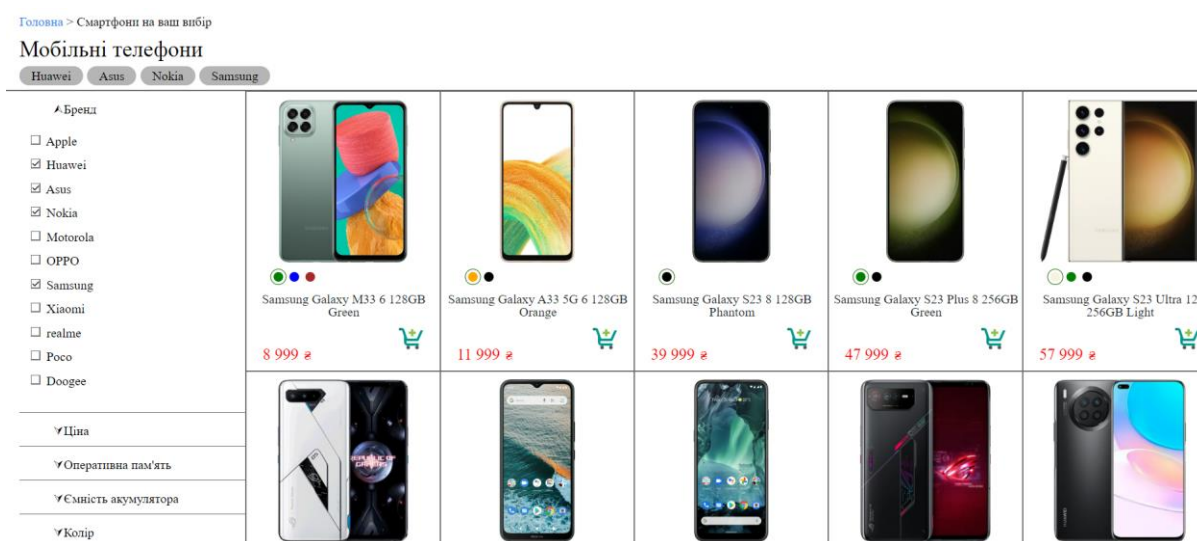 Головна > Смартфони на ваш вибір
Мобільні телефони
Huawei Asus Nokia Samsung
Бренд
Apple
Huawei
Asus
Nokia
Motorola
OPPO
Samsung
Xiaomi
realme
Poco
Doogee
Ціна
Оперативна пам'ять
Ємність акумулятора
Колір
Samsung Galaxy M33 6 128GB
Green
8 999 ₴
Samsung Galaxy A33 5G 6 128GB
Orange
11 999 ₴
Samsung Galaxy S23 8 128GB
Phantom
39 999 ₴
Samsung Galaxy S23 Plus 8 256GB
Green
47 999 ₴
Samsung Galaxy S23 Ultra 12
256GB Light
57 999 ₴
REPUBLIC OF
GAMERS